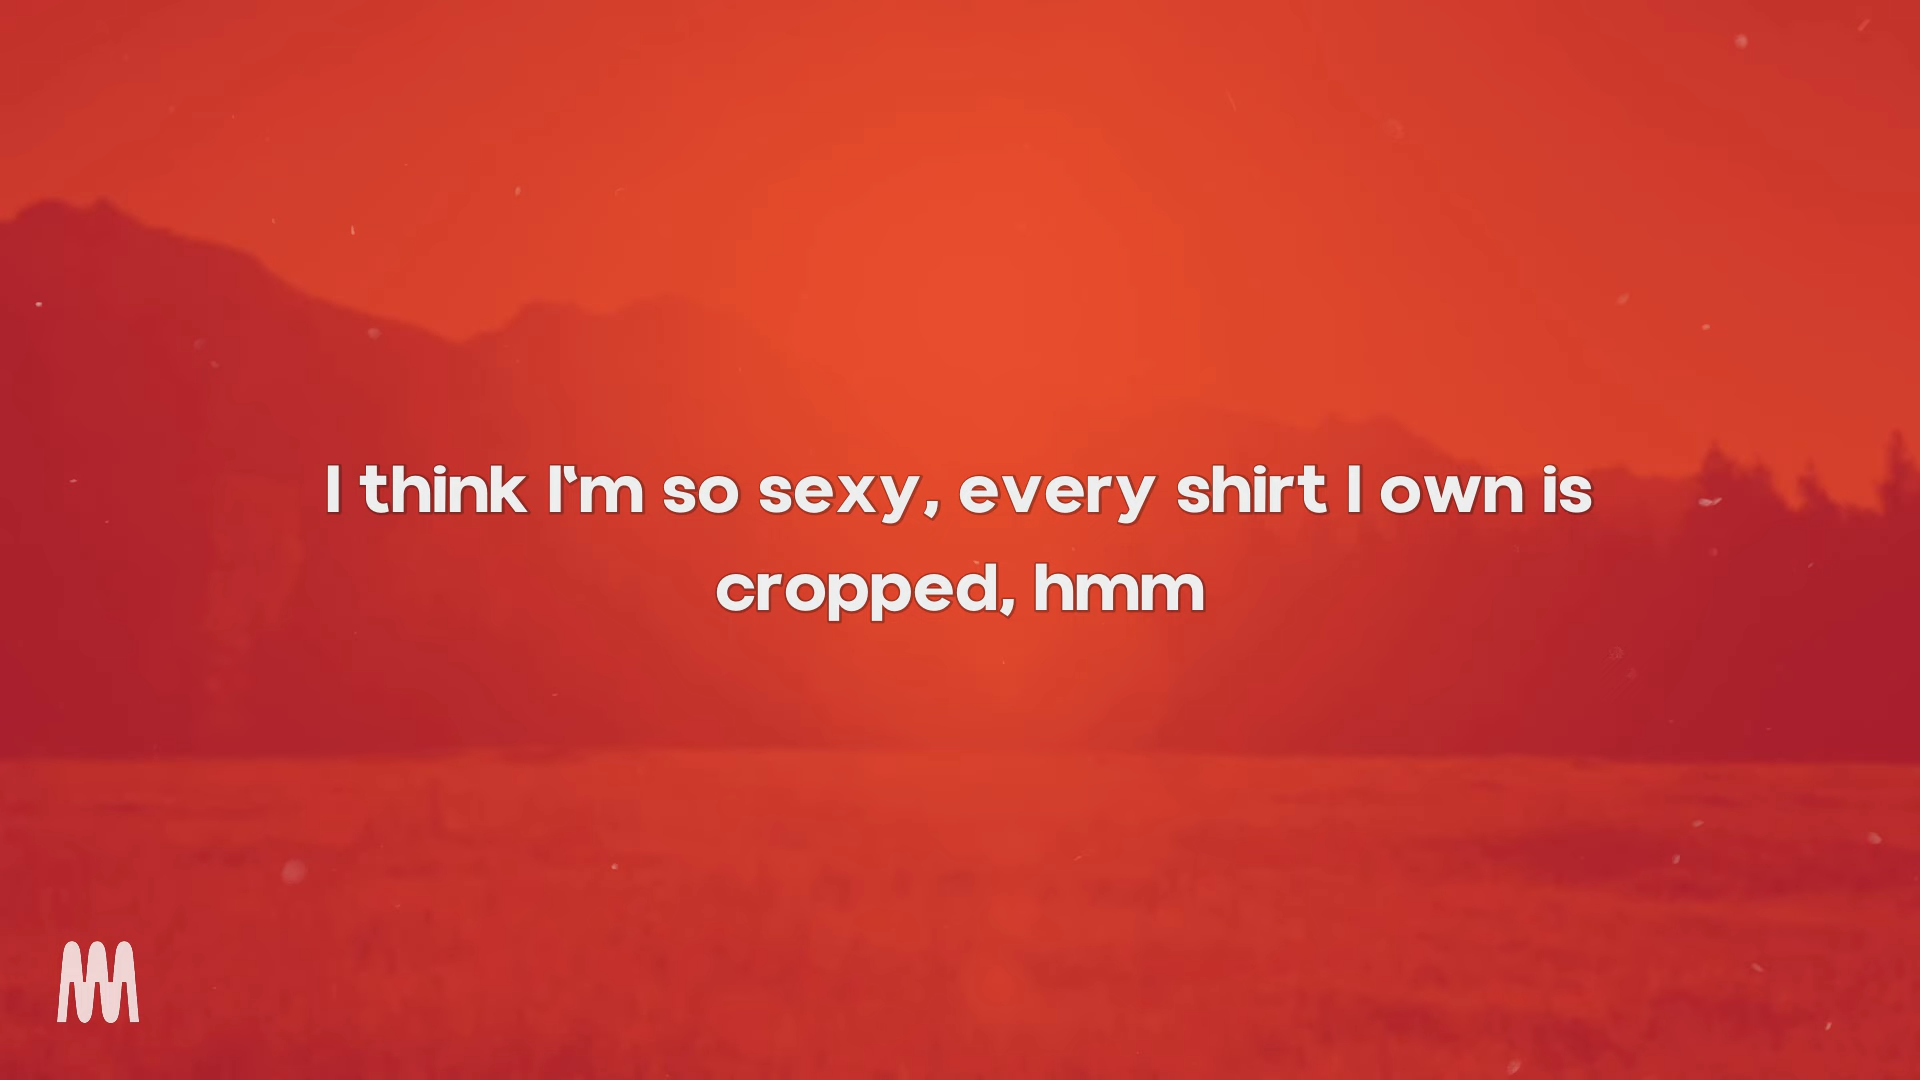 I think I'm so sexy, every shirt I own is
cropped, hmm